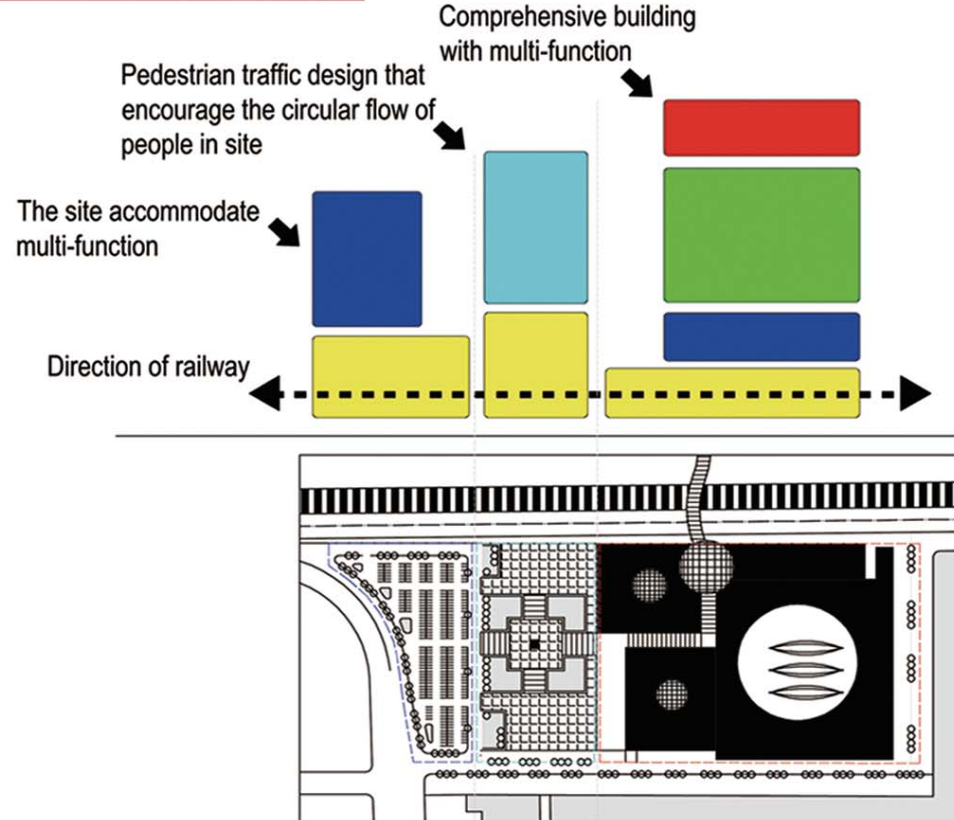 Comprehensive building
with multi-function
Pedestrian traffic design that
encourage the circular flow of
people in site
The site accommodate
multi-function
Direction of railway